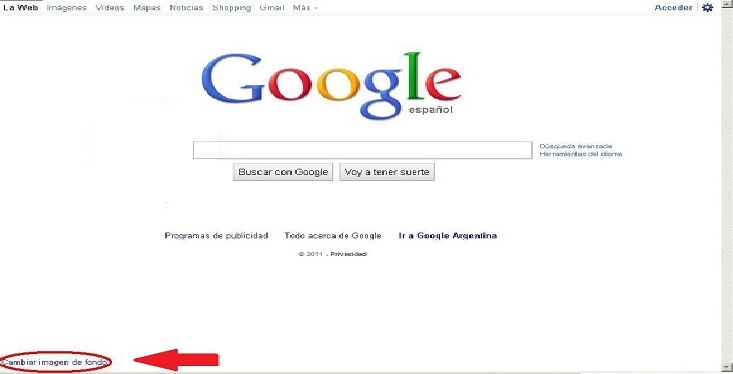 La Web Imágenes Videos Mapas Noticias Shopping Gmail Más
Acceder
Google
español
Búsqueda avanzada
Herramientas del idioma
Buscar con Google Voy a tener suerte
Programas de publicidad Todo acerca de Google Ir a Google Argentina
© 2011 - Privacidad
Cambiar imagen de fondo